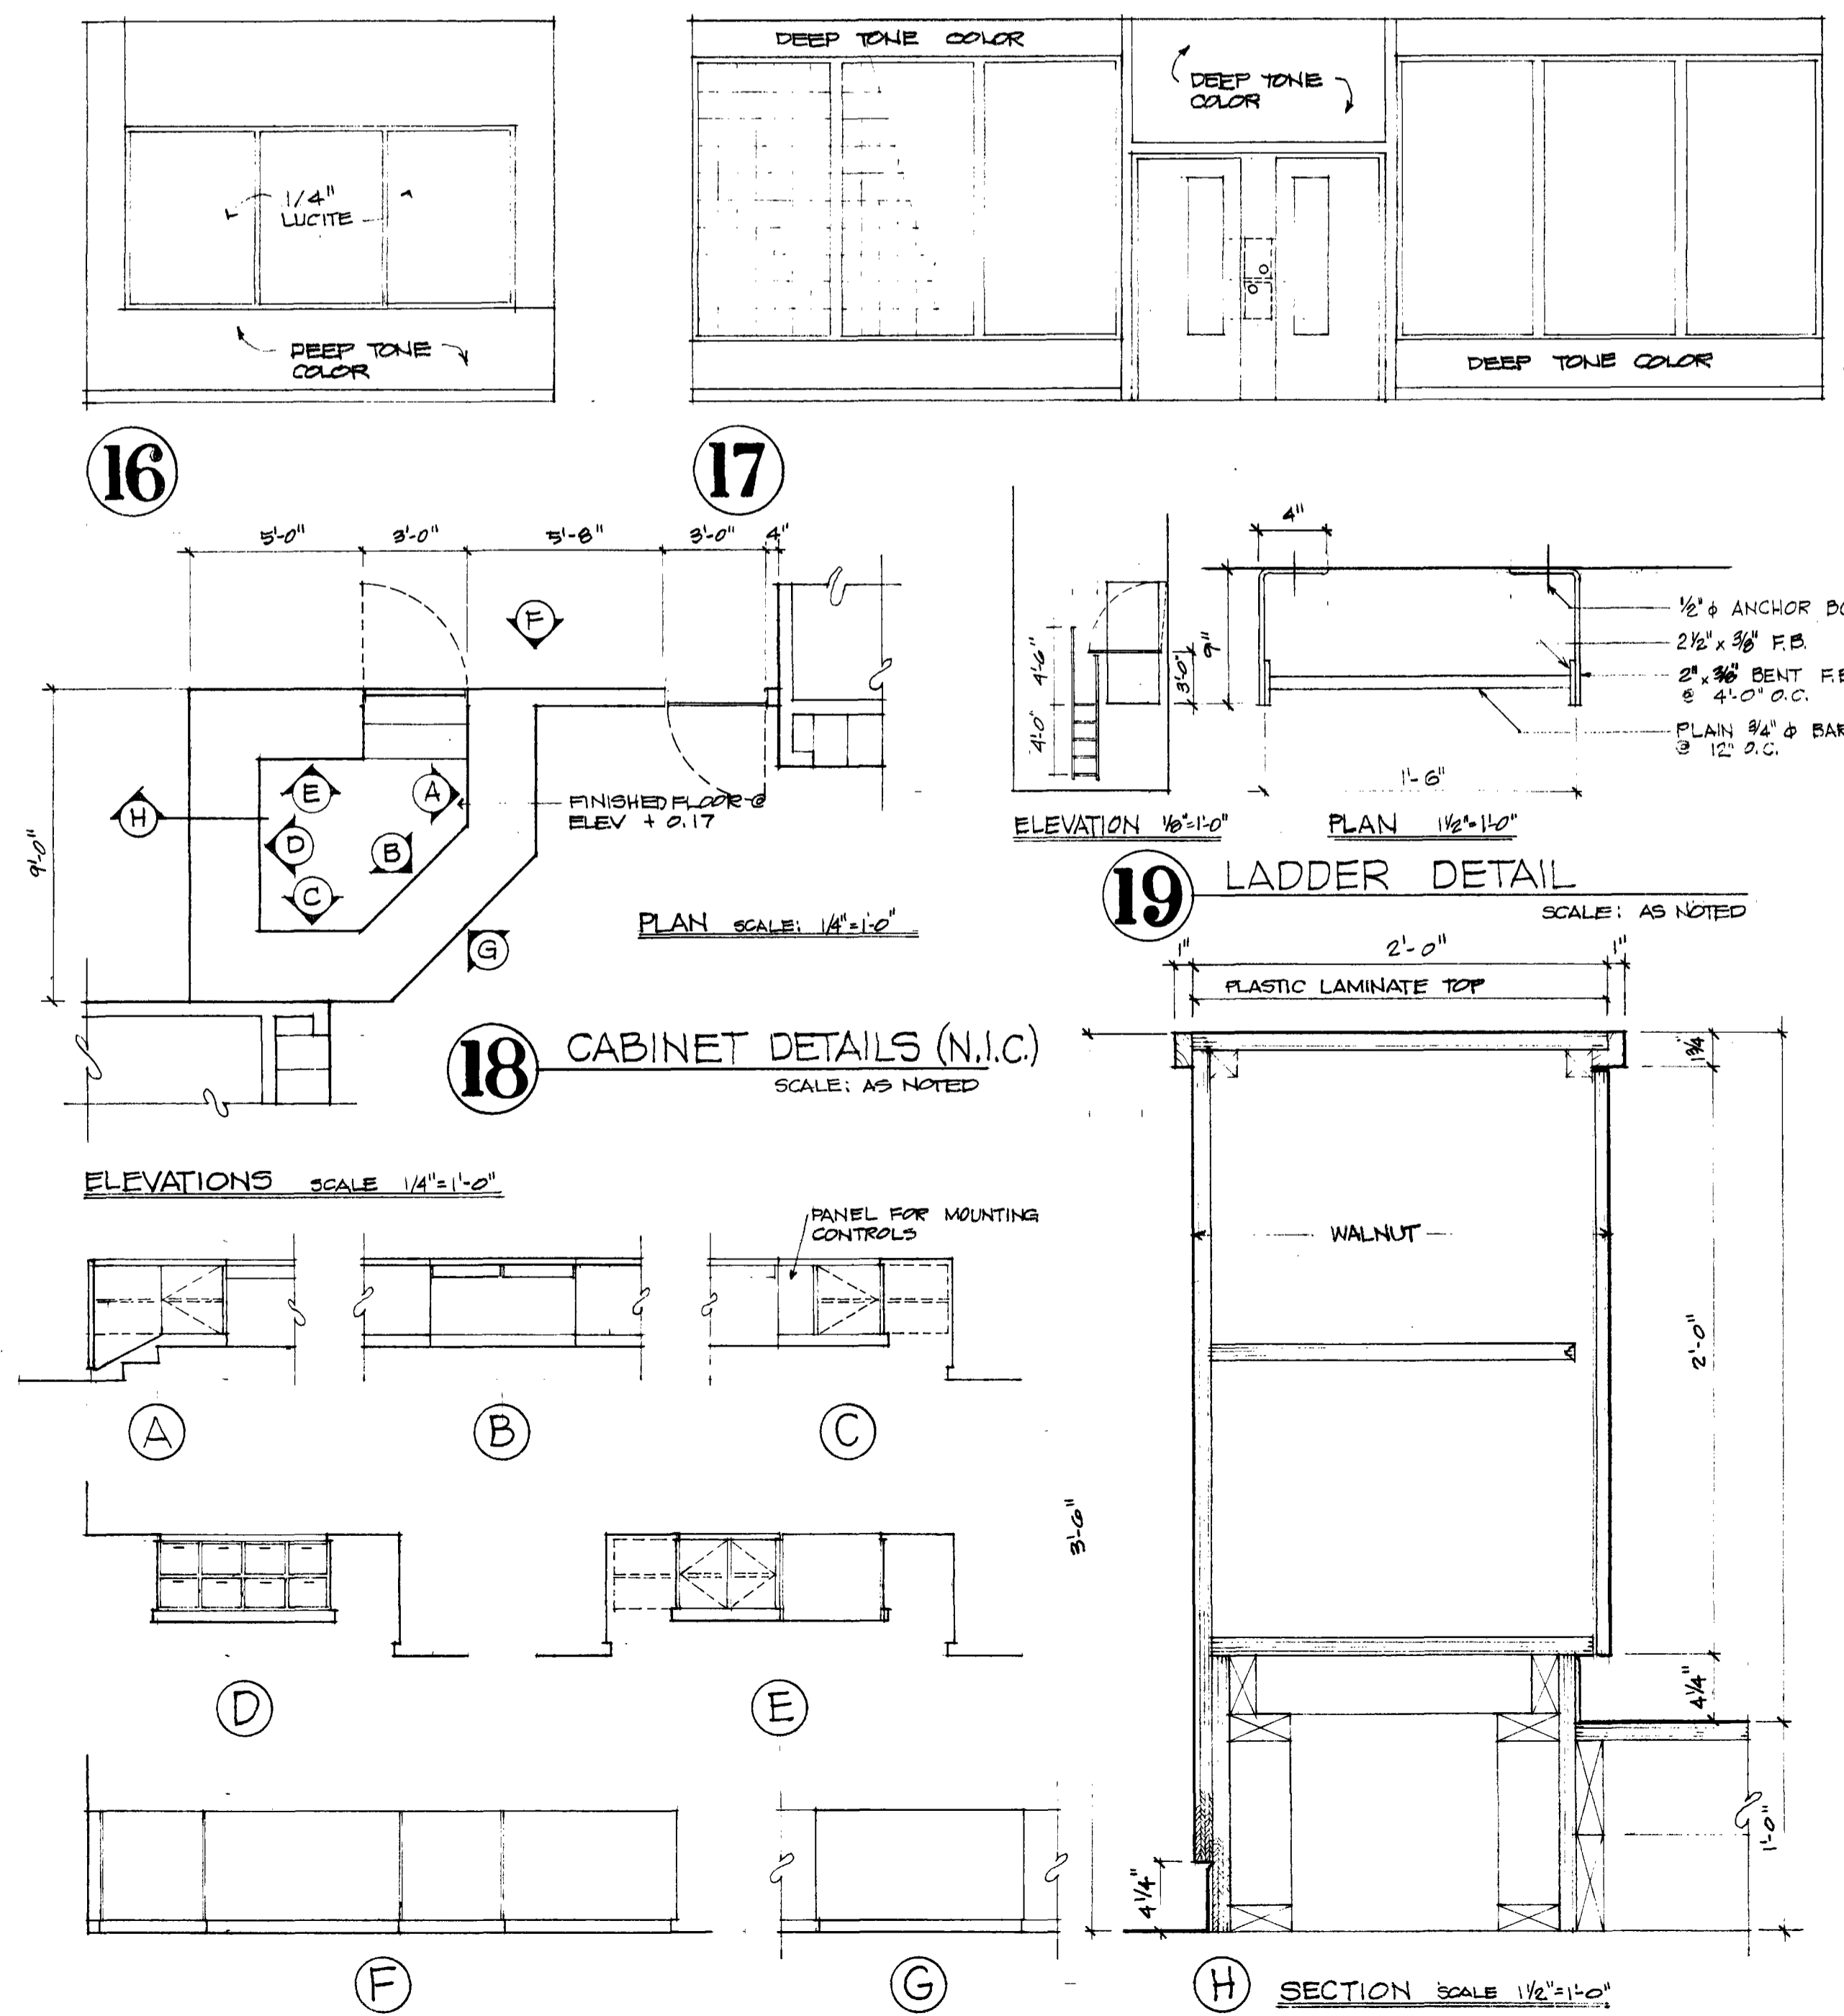 1/4"
LUCITE
DEEP TONE
COLOR
16
DEEP TONE COLOR
DEEP TONE
COLOR
DEEP TONE COLOR
17
5'-0"
3'-0"
5'-8"
3'-0"
4"
9'-0"
F
E
A
H
D
B
C
G
FINISHED FLOOR @
ELEV + 0.17
PLAN SCALE: 1/4"=1'-0"
18 CABINET DETAILS (N.I.C.)
SCALE: AS NOTED
4'-6"
4'-0"
3'-0"
ELEVATION 1/8"=1'-0"
4"
9"
1/2" φ ANCHOR BO
2 1/2" x 3/8" F.B.
2" x 3/8" BENT F.B
@ 4'-0" O.C.
PLAIN 3/4" φ BAR
@ 12" O.C.
1'-6"
PLAN 1 1/2"=1'-0"
19 LADDER DETAIL
SCALE: AS NOTED
ELEVATIONS SCALE 1/4"=1'-0"
PANEL FOR MOUNTING
CONTROLS
A
B
C
D
E
F
G
1"
2'-0"
1"
PLASTIC LAMINATE TOP
1 3/4"
WALNUT
2'-0"
3'-6"
4 1/4"
1'-0"
4 1/4"
H SECTION SCALE 1 1/2"=1'-0"